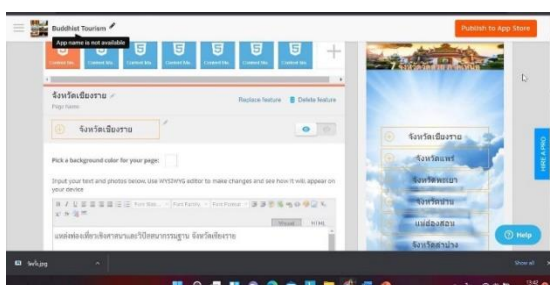 Buddhist Tourism
Publish to App Store
App name is not available
จังหวัดเชียงราย
Page Name
Replace feature
Delete feature
จังหวัดเชียงราย
Pick a background color for your page:
Input your text and photos below, use WYSIWYG editor to make changes and see how it will appear on
your device
Font Family
Font Format
Visual
HTML
แหล่งท่องเที่ยวเชิงศาสนาและวิปัสสนากรรมฐาน จังหวัดเชียงราย
จังหวัดเชียงราย
จังหวัดแพร่
จังหวัดพะเยา
จังหวัดน่าน
แม่ฮ่องสอน
จังหวัดลำปาง
HIRE A PRO
Help
Show all